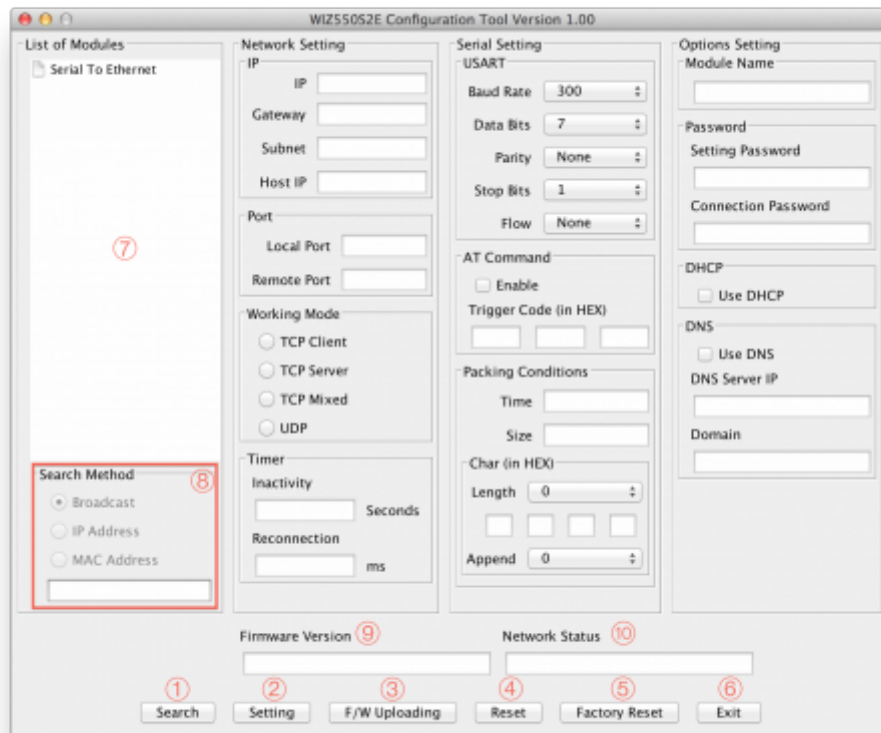 WIZ550S2E Configuration Tool Version 1.00
List of Modules
Serial To Ethernet
⑦
Search Method
⑧
Broadcast
IP Address
MAC Address
Network Setting
IP
IP
Gateway
Subnet
Host IP
Port
Local Port
Remote Port
Working Mode
TCP Client
TCP Server
TCP Mixed
UDP
Timer
Inactivity
Seconds
Reconnection
ms
Serial Setting
USART
Baud Rate 300
Data Bits 7
Parity None
Stop Bits 1
Flow None
AT Command
Enable
Trigger Code (in HEX)
Packing Conditions
Time
Size
Char (in HEX)
Length 0
Append 0
Options Setting
Module Name
Password
Setting Password
Connection Password
DHCP
Use DHCP
DNS
Use DNS
DNS Server IP
Domain
Firmware Version ⑨
Network Status ⑩
① ② ③ ④ ⑤ ⑥
Search Setting F/W Uploading Reset Factory Reset Exit